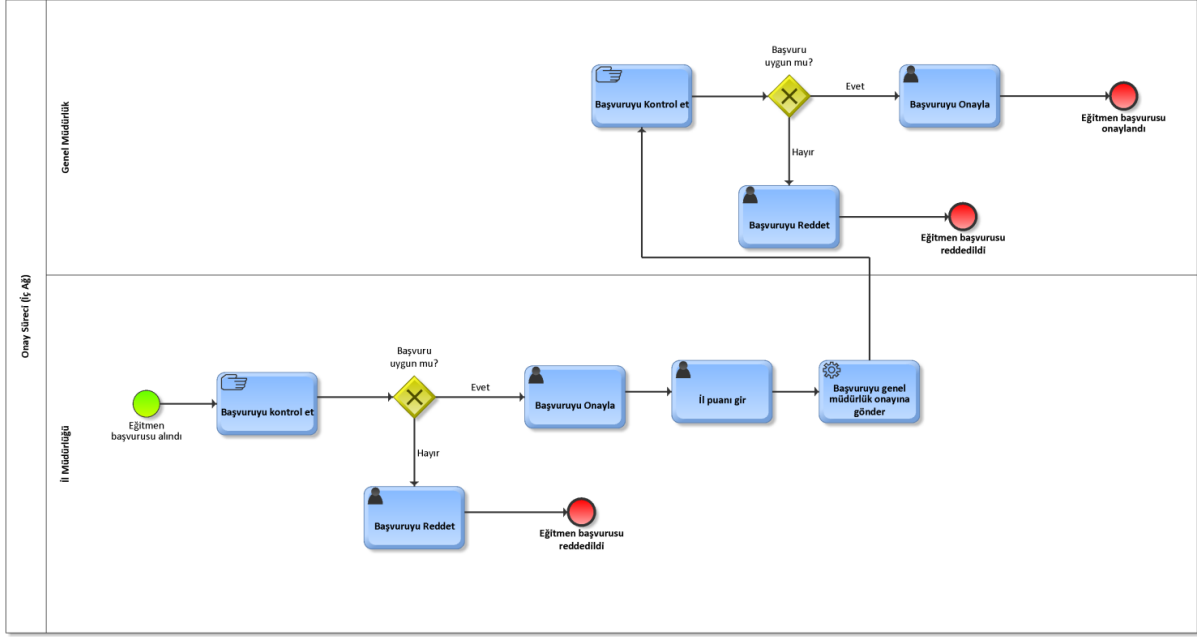 Onay Süreci (İç Ağ)
Genel Müdürlük
Başvuruyu Kontrol et
Başvuru
uygun mu?
Evet
Başvuruyu Onayla
Eğitmen başvurusu
onaylandı
Hayır
Başvuruyu Reddet
Eğitmen başvurusu
reddedildi
İl Müdürlüğü
Eğitmen
başvurusu alındı
Başvuruyu kontrol et
Başvuru
uygun mu?
Evet
Başvuruyu Onayla
İl puanı gir
Başvuruyu genel
müdürlük onayına
gönder
Hayır
Başvuruyu Reddet
Eğitmen başvurusu
reddedildi